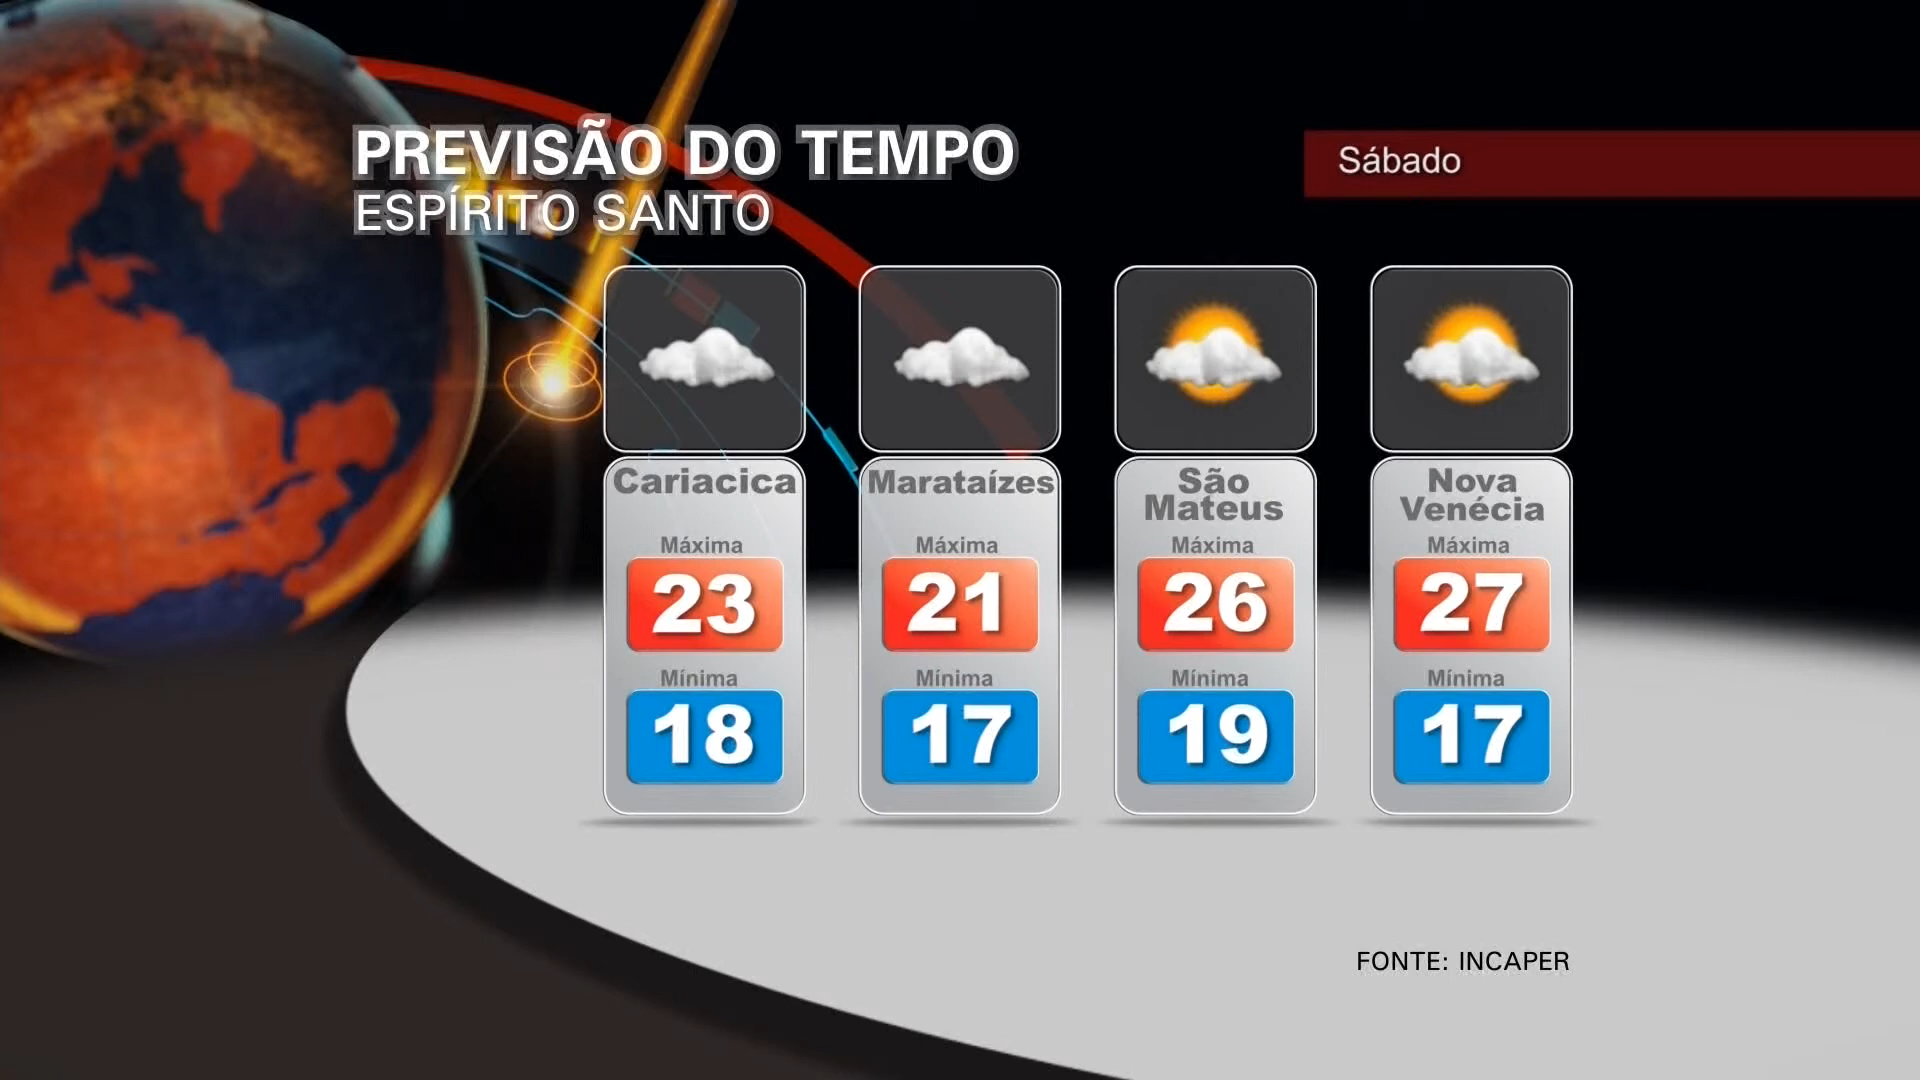 PREVISÃO DO TEMPO
ESPÍRITO SANTO
Sábado
Cariacica
Máxima
23
Mínima
18
Marataízes
Máxima
21
Mínima
17
São
Mateus
Máxima
26
Mínima
19
Nova
Venécia
Máxima
27
Mínima
17
FONTE: INCAPER